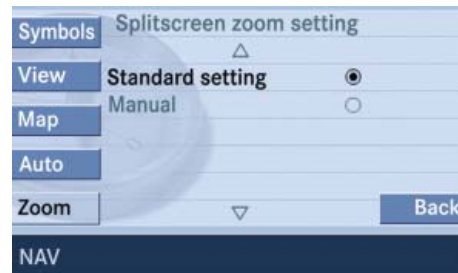 Splitscreen zoom setting
Symbols
View
Standard setting
Manual
Map
Auto
Zoom
Back
NAV